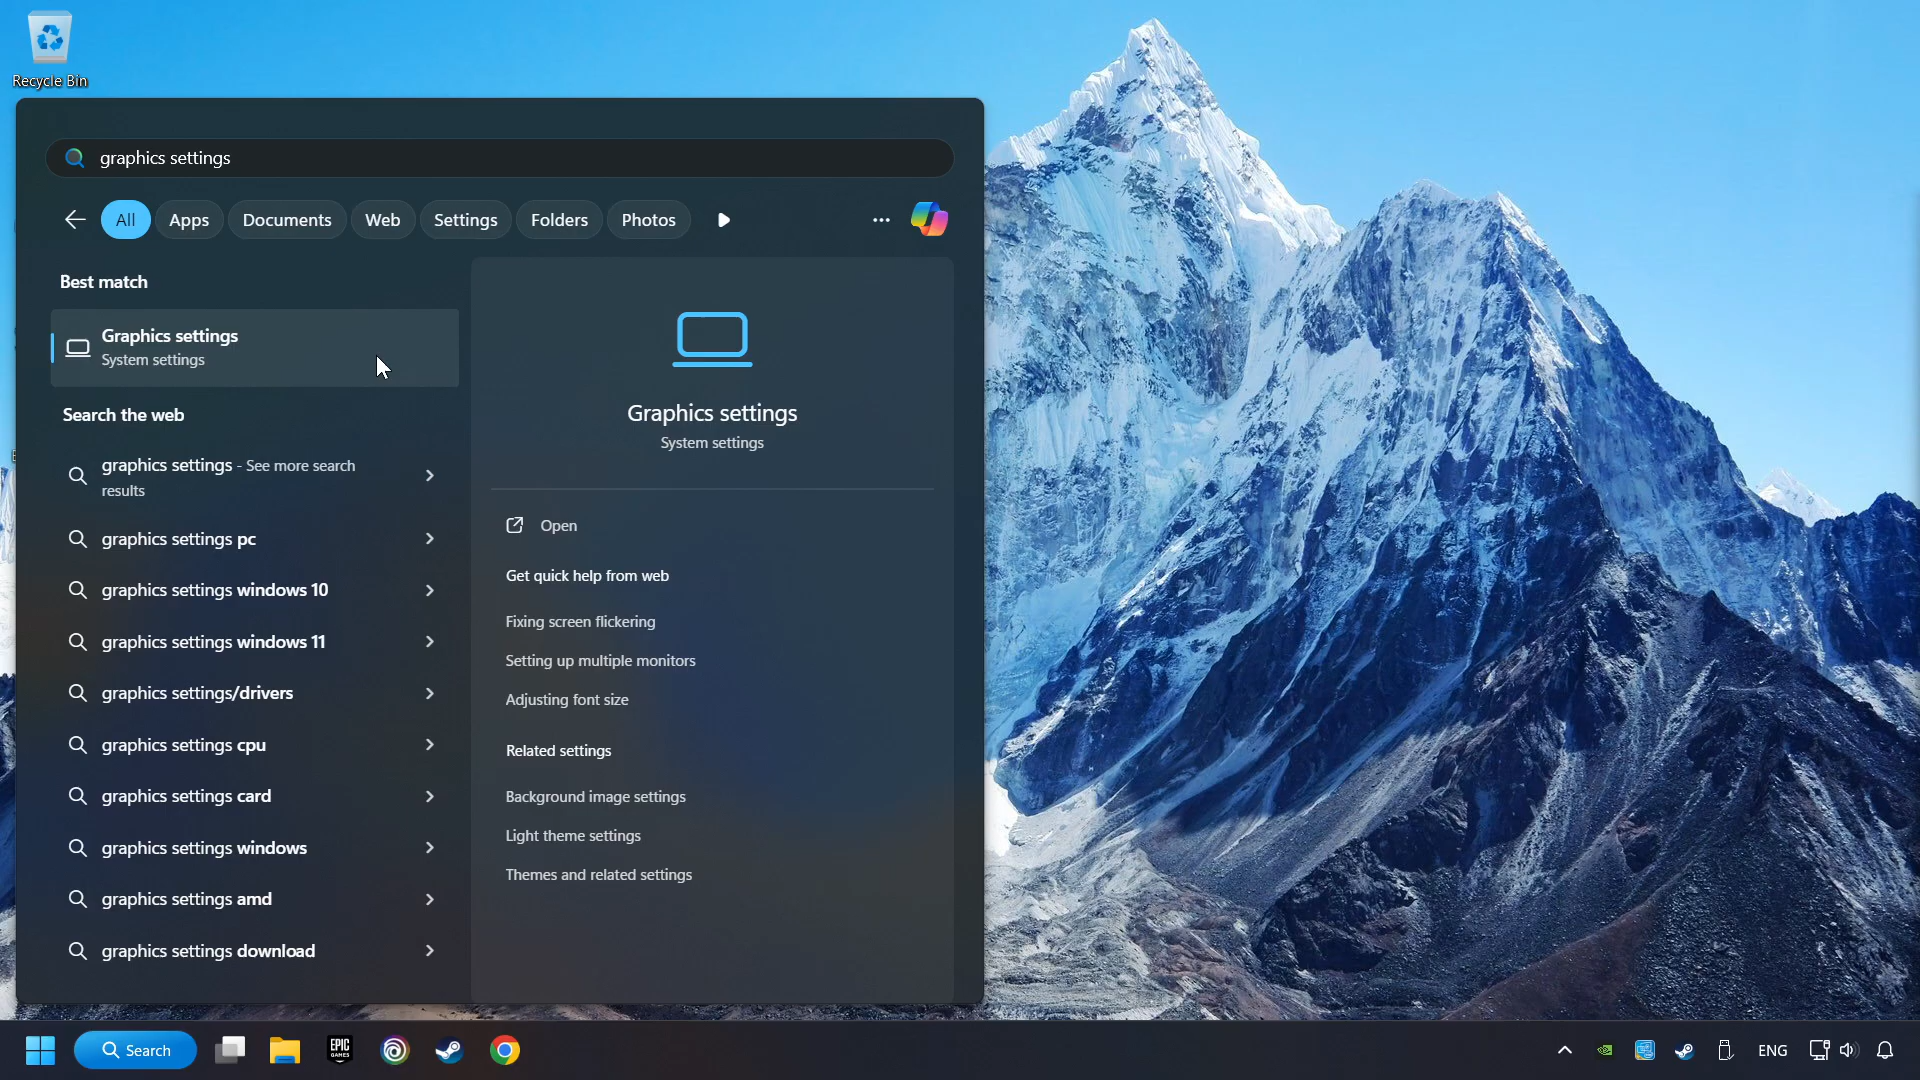 Recycle Bin
graphics settings
All Apps Documents Web Settings Folders Photos
Best match
Graphics settings
System settings
Search the web
graphics settings - See more search
results
graphics settings pc
graphics settings windows 10
graphics settings windows 11
graphics settings/drivers
graphics settings cpu
graphics settings card
graphics settings windows
graphics settings amd
graphics settings download
Graphics settings
System settings
Open
Get quick help from web
Fixing screen flickering
Setting up multiple monitors
Adjusting font size
Related settings
Background image settings
Light theme settings
Themes and related settings
Search
EPIC
GAMES
ENG